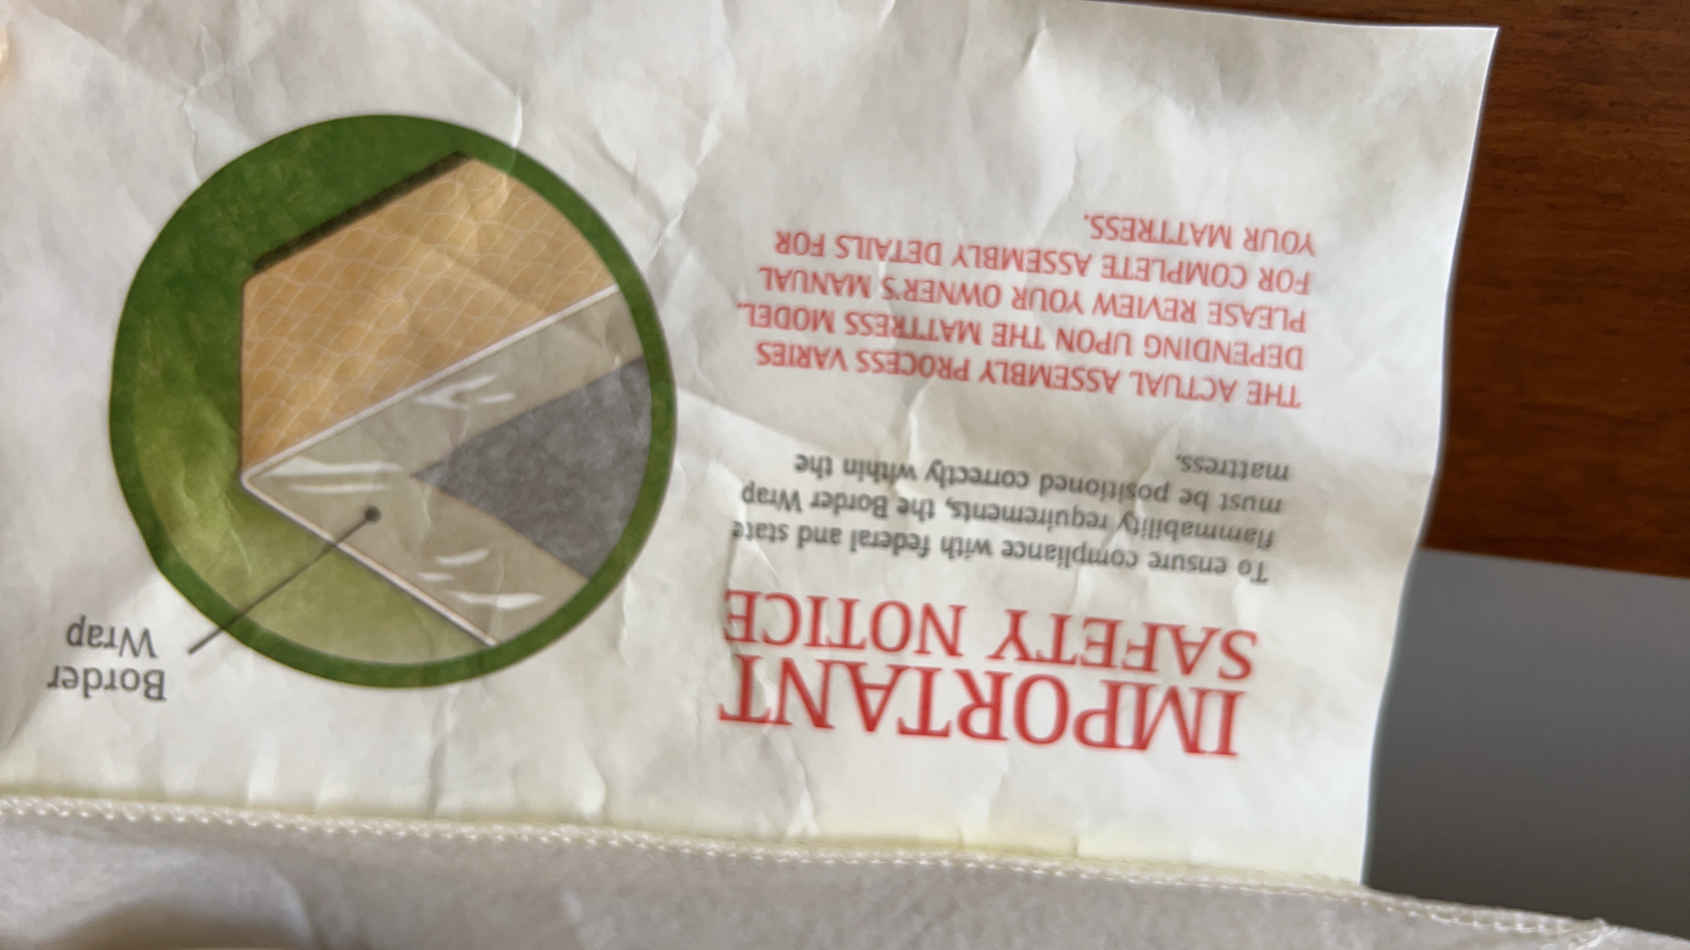 IMPORTANT
SAFETY NOTICE
To ensure compliance with federal and state
flammability requirements, the Border Wrap
must be positioned correctly within the
mattress.
THE ACTUAL ASSEMBLY PROCESS VARIES
DEPENDING UPON THE MATTRESS MODEL.
PLEASE REVIEW YOUR OWNER'S MANUAL
FOR COMPLETE ASSEMBLY DETAILS FOR
YOUR MATTRESS.
Border
Wrap